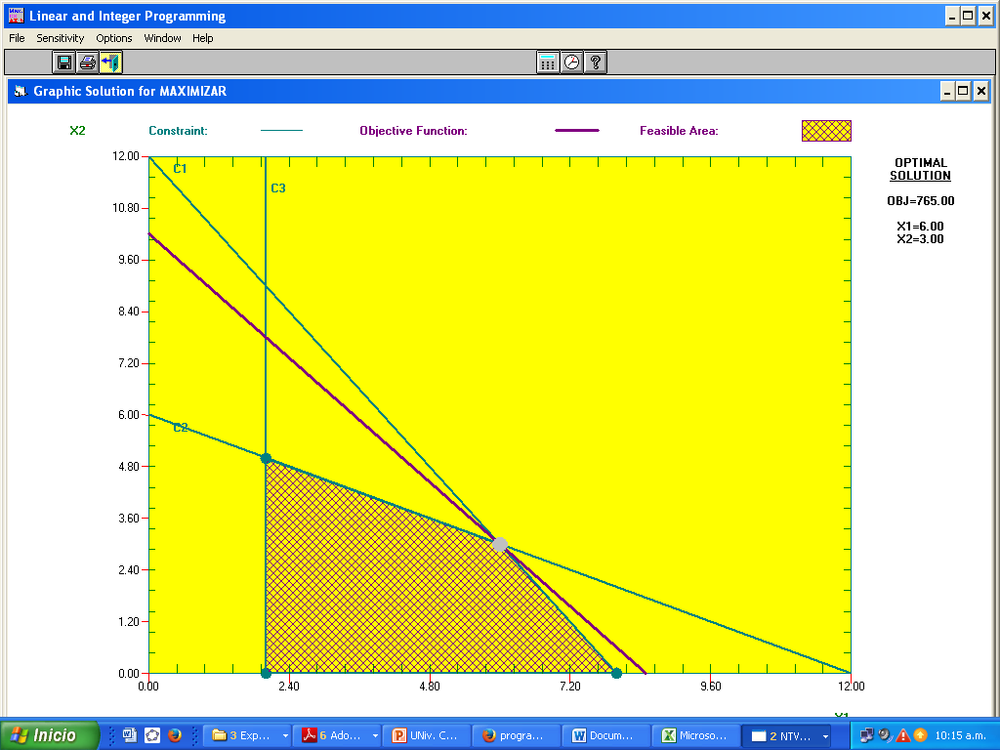 Linear and Integer Programming
File Sensitivity Options Window Help
Graphic Solution for MAXIMIZAR
X2 Constraint: Objective Function: Feasible Area:
OPTIMAL
SOLUTION
OBJ=765.00
X1=6.00
X2=3.00
12.00
C1
C3
10.80
9.60
8.40
7.20
6.00
C2
4.80
3.60
2.40
1.20
0.00
0.00 2.40 4.80 7.20 9.60 12.00
X1
Inicio 3 Exp... 6 Ado... UNiv. C... progra... Docum... Microso... 2 NTV... 10:15 a.m.